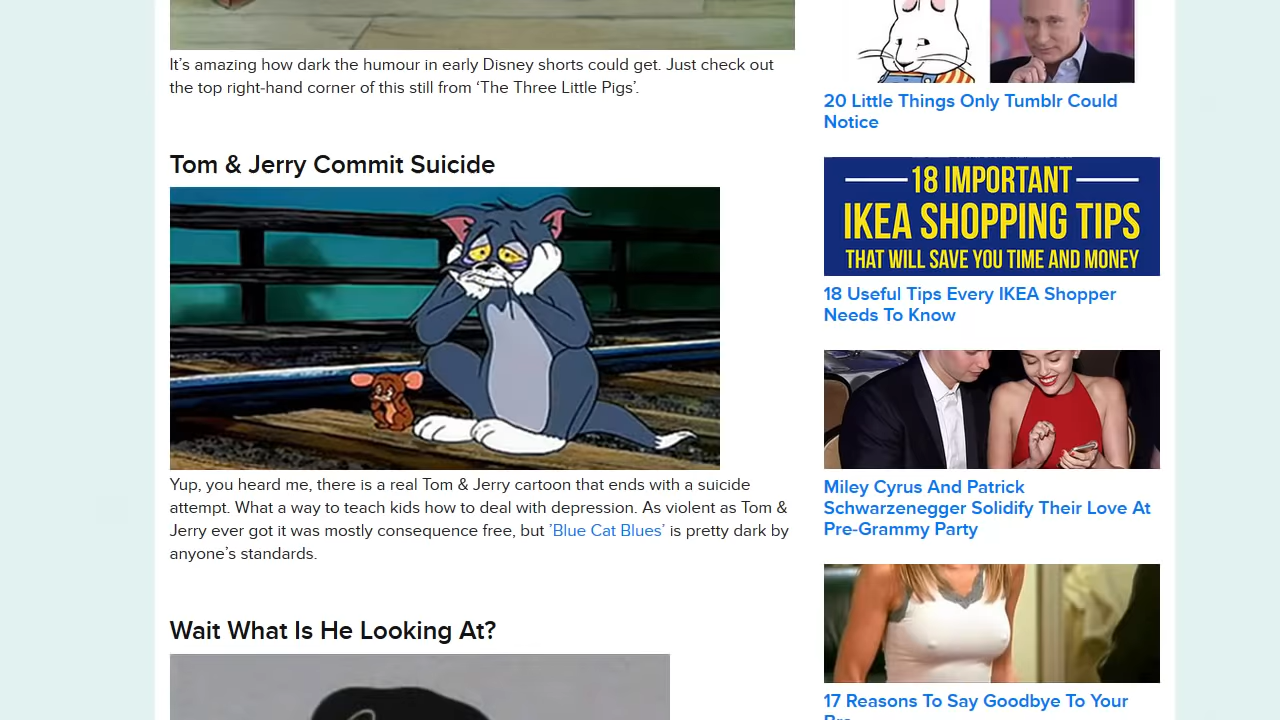 It’s amazing how dark the humour in early Disney shorts could get. Just check out
the top right-hand corner of this still from ‘The Three Little Pigs’.
Tom & Jerry Commit Suicide
Yup, you heard me, there is a real Tom & Jerry cartoon that ends with a suicide
attempt. What a way to teach kids how to deal with depression. As violent as Tom &
Jerry ever got it was mostly consequence free, but ’Blue Cat Blues’ is pretty dark by
anyone’s standards.
Wait What Is He Looking At?
20 Little Things Only Tumblr Could
Notice
18 IMPORTANT
IKEA SHOPPING TIPS
THAT WILL SAVE YOU TIME AND MONEY
18 Useful Tips Every IKEA Shopper
Needs To Know
Miley Cyrus And Patrick
Schwarzenegger Solidify Their Love At
Pre-Grammy Party
17 Reasons To Say Goodbye To Your